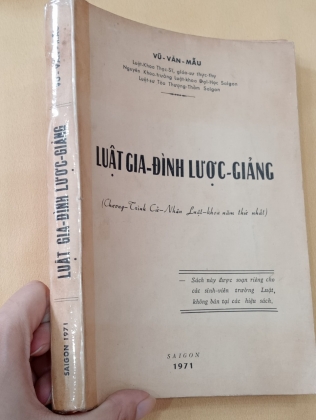 VŨ-VĂN-MẪU
Luật-Khoa Thạc-Sĩ, giáo-sư thực-thụ
Nguyên Khoa-trưởng Luật-khoa Đại-Học Saigon
Luật-sư Tòa Thượng-Thẩm Saigon
LUẬT GIA-ĐÌNH LƯỢC-GIẢNG
(Chương-Trình Cử-Nhân Luật-khoa năm thứ nhất)
— Sách này được soạn riêng cho
các sinh-viên trường Luật,
không bán tại các hiệu sách.
SAIGON
1971
VŨ-VĂN-MẪU
LUẬT GIA-ĐÌNH LƯỢC-GIẢNG
SAIGON 1971